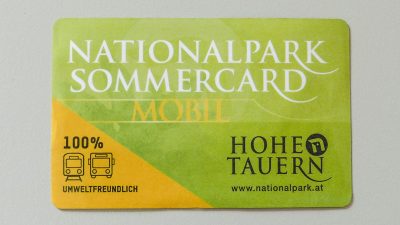 NATIONALPARK
SOMMERCARD
MOBIL
100%
UMWELTFREUNDLICH
HOHE
TAUERN
www.nationalpark.at